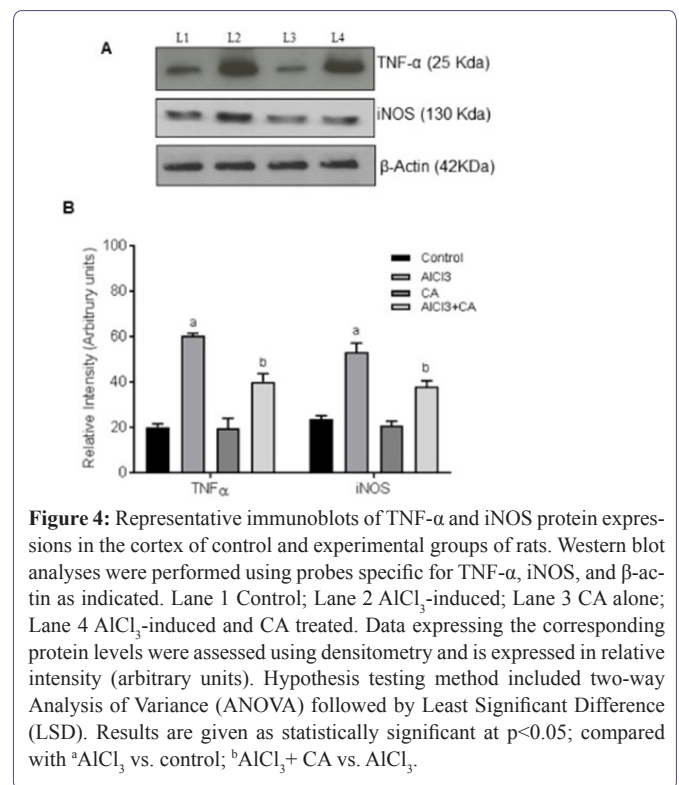 A
L1 L2 L3 L4
TNF-α (25 Kda)
iNOS (130 Kda)
β-Actin (42KDa)
B
Relative Intensity (Arbitrury units)
100
80
60
40
20
0
Control
AlCl3
CA
AlCl3+CA
a
b
a
b
TNFα
iNOS
Figure 4: Representative immunoblots of TNF-α and iNOS protein expres-
sions in the cortex of control and experimental groups of rats. Western blot
analyses were performed using probes specific for TNF-α, iNOS, and β-ac-
tin as indicated. Lane 1 Control; Lane 2 AlCl₃-induced; Lane 3 CA alone;
Lane 4 AlCl₃-induced and CA treated. Data expressing the corresponding
protein levels were assessed using densitometry and is expressed in relative
intensity (arbitrary units). Hypothesis testing method included two-way
Analysis of Variance (ANOVA) followed by Least Significant Difference
(LSD). Results are given as statistically significant at p<0.05; compared
with ᵃAlCl₃ vs. control; ᵇAlCl₃+ CA vs. AlCl₃.